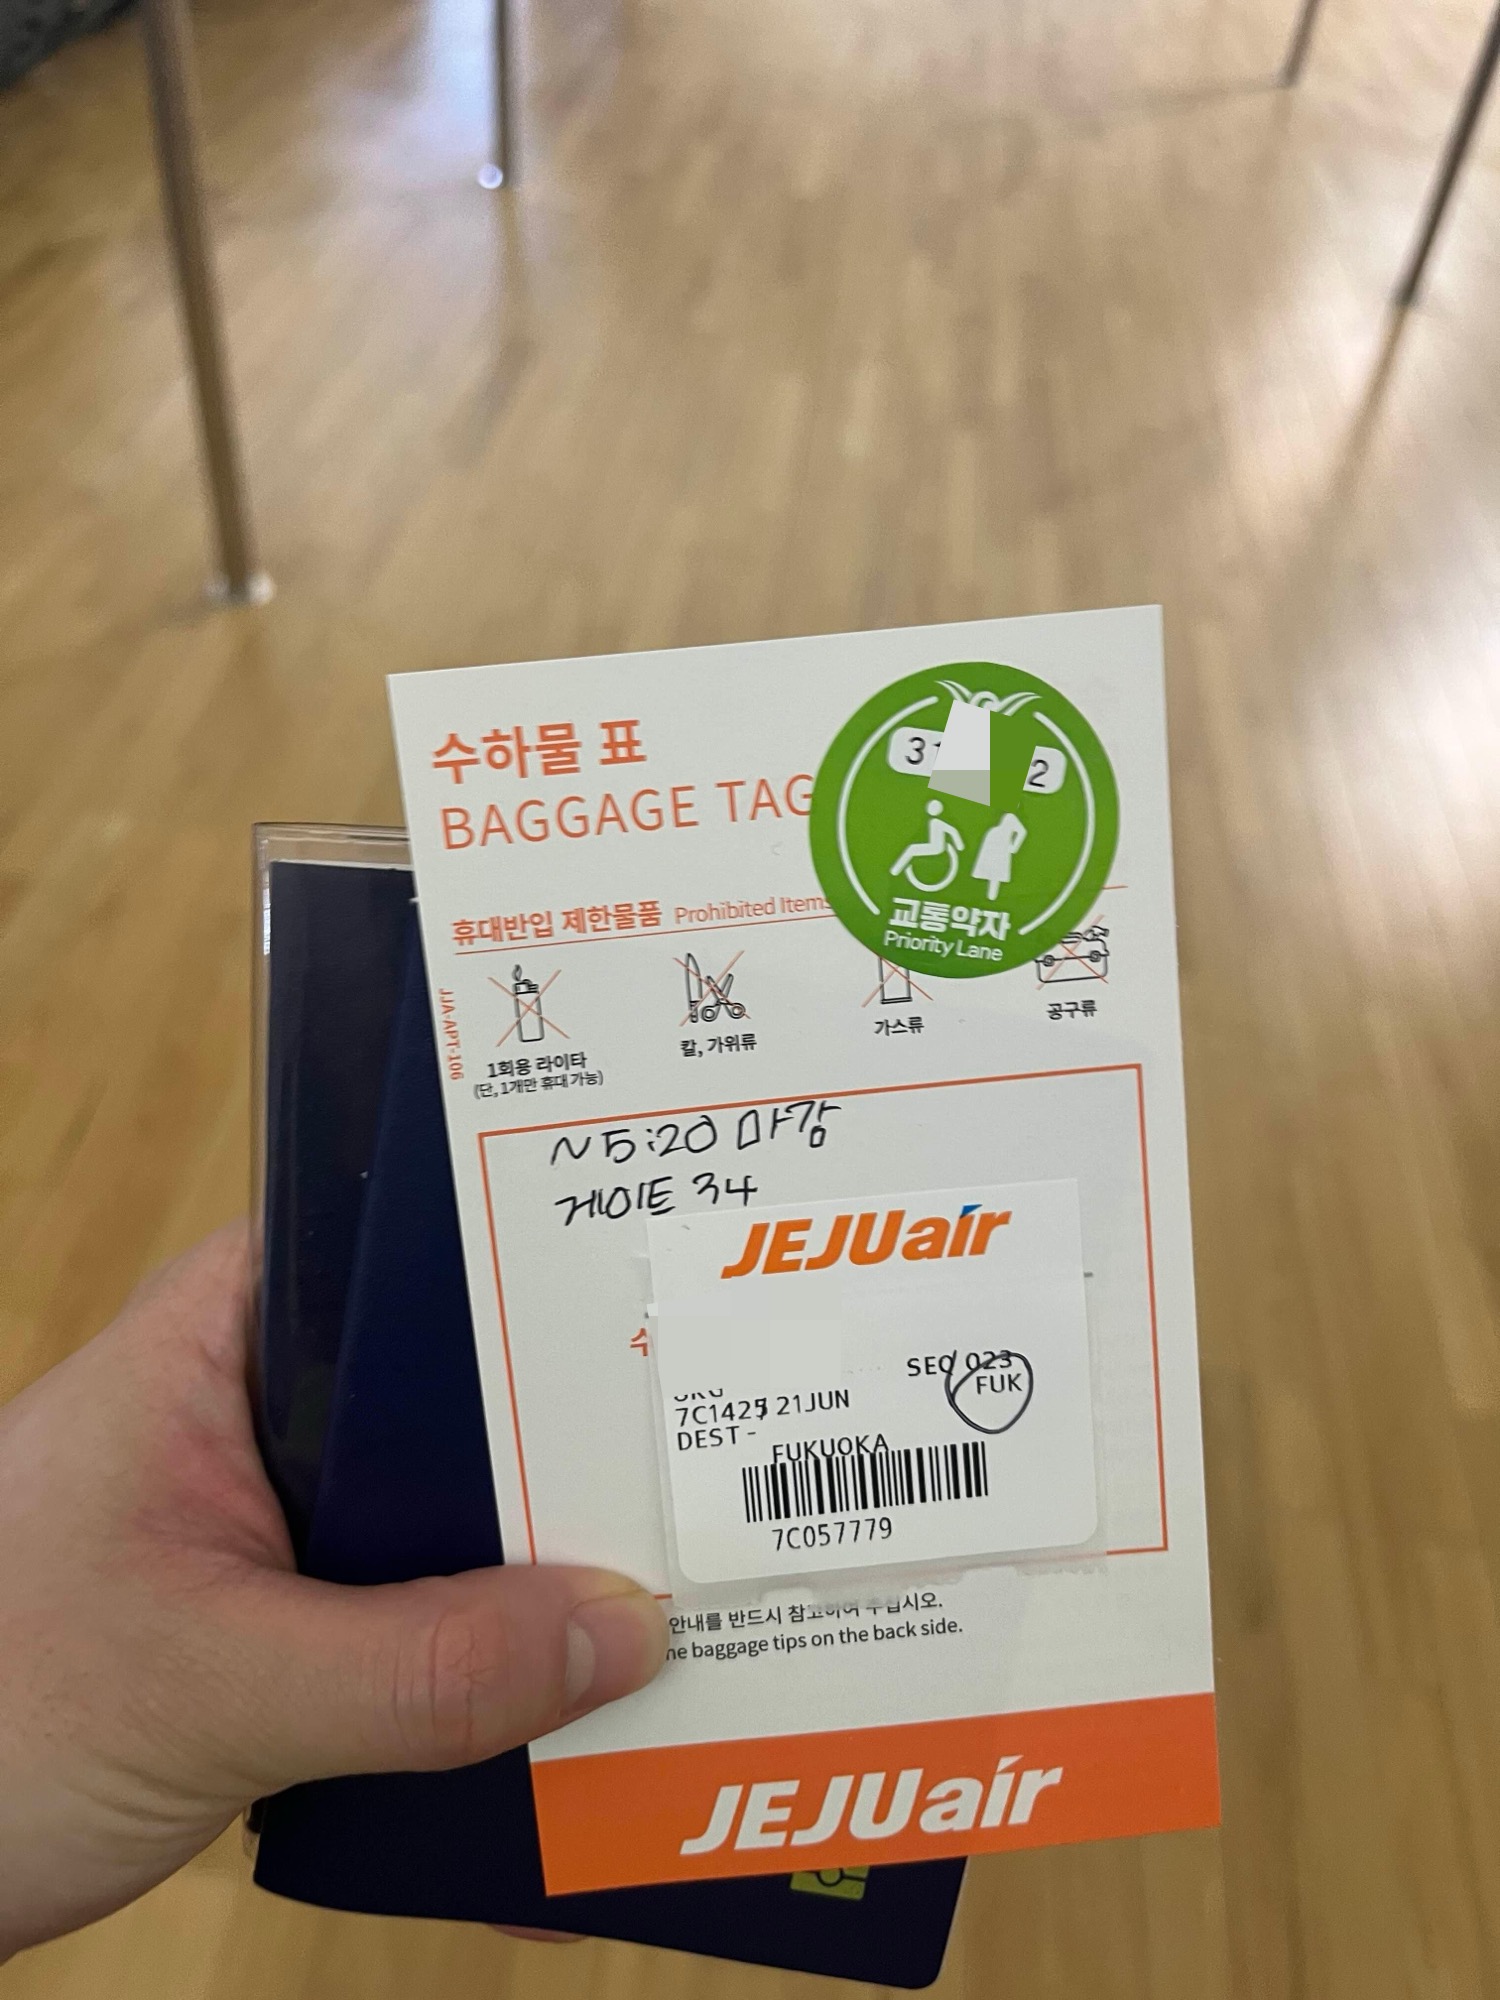 수하물 표
BAGGAGE TAG
2
교통약자
Priority Lane
휴대반입 제한물품 Prohibited Items
1회용 라이타
(단, 1개만 휴대 가능)
칼, 가위류
가스류
공구류
JJA-APT-106
~5:20 마감
게이트 34
JEJUair
SEQ 023
FUK
21JUN
DEST-
FUKUOKA
7C057779
안내를 반드시 참고하여 주십시오.
baggage tips on the back side.
JEJUair